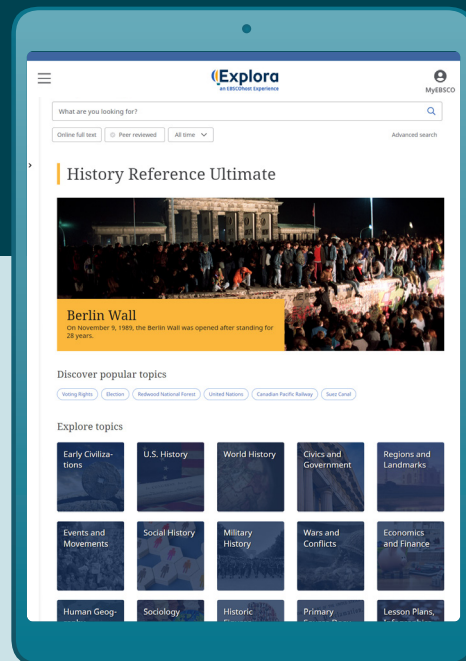 Explora
an EBSCOhost Experience
MyEBSCO
What are you looking for?
Online full text
Peer reviewed
All time
Advanced search
History Reference Ultimate
Berlin Wall
On November 9, 1989, the Berlin Wall was opened after standing for
28 years.
Discover popular topics
Voting Rights
Election
Redwood National Forest
United Nations
Canadian Pacific Railway
Suez Canal
Explore topics
Early Civiliza-
tions
U.S. History
World History
Civics and
Government
Regions and
Landmarks
Events and
Movements
Social History
Military
History
Wars and
Conflicts
Economics
and Finance
Human Geog-
Sociology
Historic
Primary
Lesson Plans,